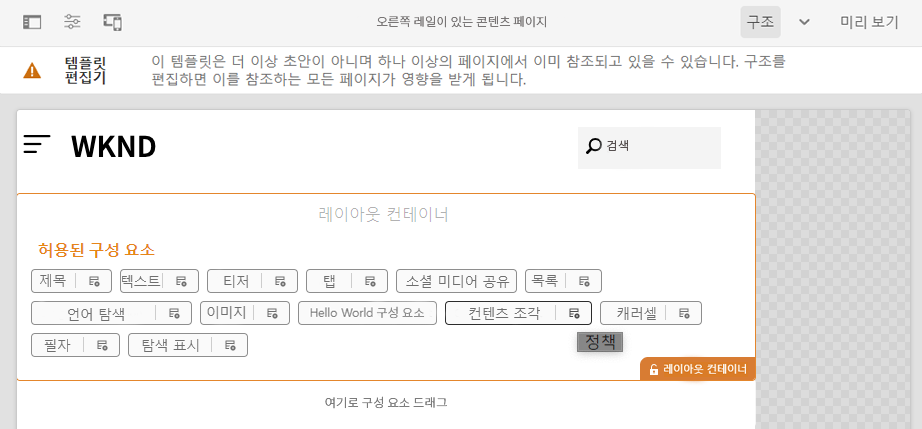 오른쪽 레일이 있는 콘텐츠 페이지
구조
미리 보기
템플릿
편집기
이 템플릿은 더 이상 초안이 아니며 하나 이상의 페이지에서 이미 참조되고 있을 수 있습니다. 구조를
편집하면 이를 참조하는 모든 페이지가 영향을 받게 됩니다.
WKND
검색
레이아웃 컨테이너
허용된 구성 요소
제목 텍스트 티저 탭 소셜 미디어 공유 목록
언어 탐색 이미지 Hello World 구성 요소 컨텐츠 조각 캐러셀
필자 탐색 표시
정책
레이아웃 컨테이너
여기로 구성 요소 드래그